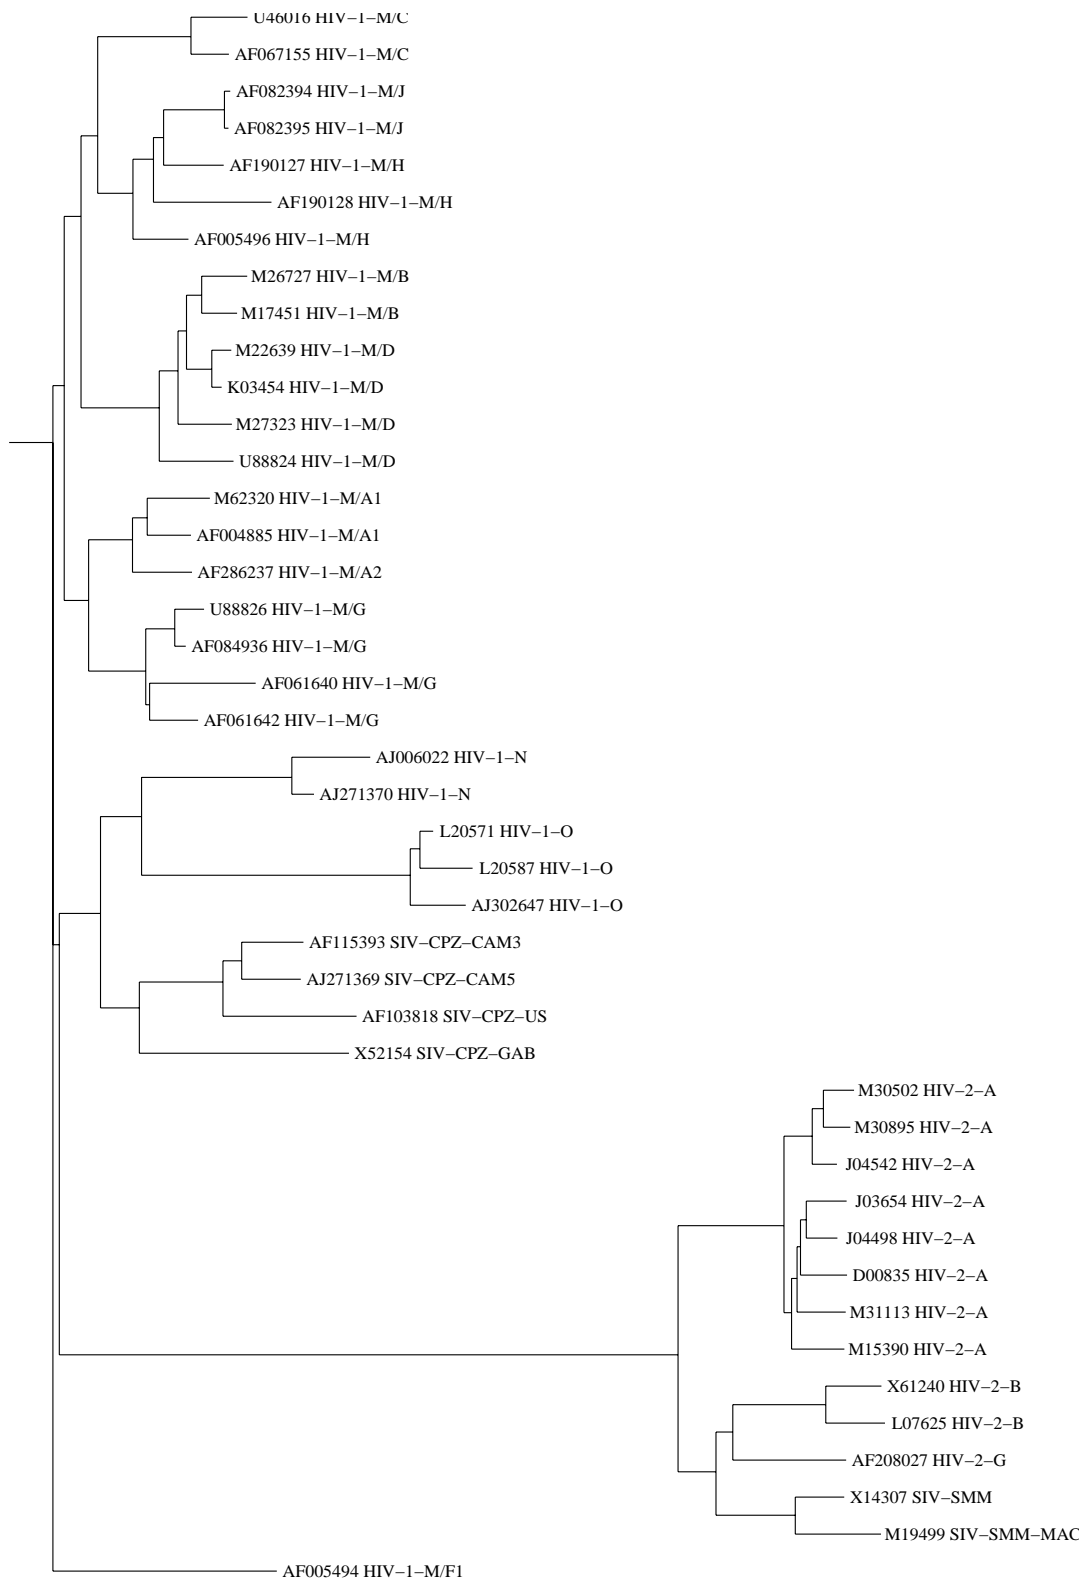 U46016 HIV−1−M/C
AF067155 HIV−1−M/C
AF082394 HIV−1−M/J
AF082395 HIV−1−M/J
AF190127 HIV−1−M/H
AF190128 HIV−1−M/H
AF005496 HIV−1−M/H
M26727 HIV−1−M/B
M17451 HIV−1−M/B
M22639 HIV−1−M/D
K03454 HIV−1−M/D
M27323 HIV−1−M/D
U88824 HIV−1−M/D
M62320 HIV−1−M/A1
AF004885 HIV−1−M/A1
AF286237 HIV−1−M/A2
U88826 HIV−1−M/G
AF084936 HIV−1−M/G
AF061640 HIV−1−M/G
AF061642 HIV−1−M/G
AJ006022 HIV−1−N
AJ271370 HIV−1−N
L20571 HIV−1−O
L20587 HIV−1−O
AJ302647 HIV−1−O
AF115393 SIV−CPZ−CAM3
AJ271369 SIV−CPZ−CAM5
AF103818 SIV−CPZ−US
X52154 SIV−CPZ−GAB
M30502 HIV−2−A
M30895 HIV−2−A
J04542 HIV−2−A
J03654 HIV−2−A
J04498 HIV−2−A
D00835 HIV−2−A
M31113 HIV−2−A
M15390 HIV−2−A
X61240 HIV−2−B
L07625 HIV−2−B
AF208027 HIV−2−G
X14307 SIV−SMM
M19499 SIV−SMM−MAC
AF005494 HIV−1−M/F1